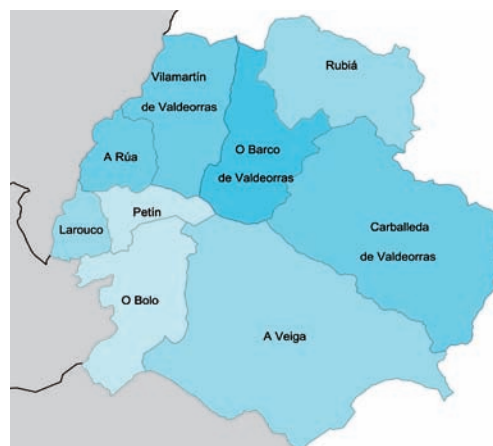 Rubiá
Vilamartín
de Valdeorras
O Barco
de Valdeorras
A Rúa
Petín
Larouco
Carballeda
de Valdeorras
O Bolo
A Veiga